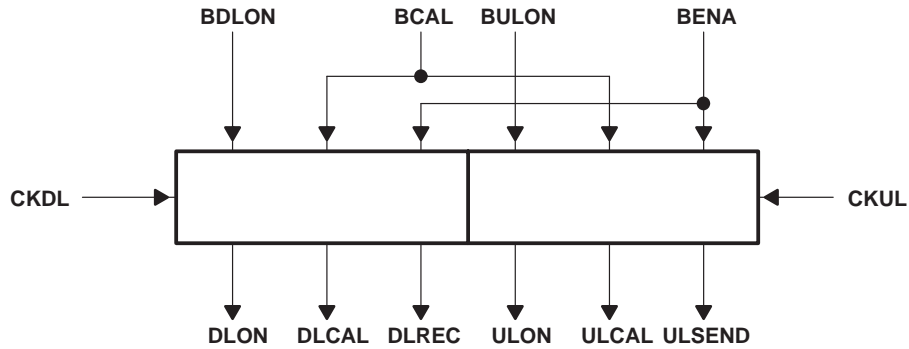 BDLON BCAL BULON BENA
CKDL CKUL
DLON DLCAL DLREC ULON ULCAL ULSEND